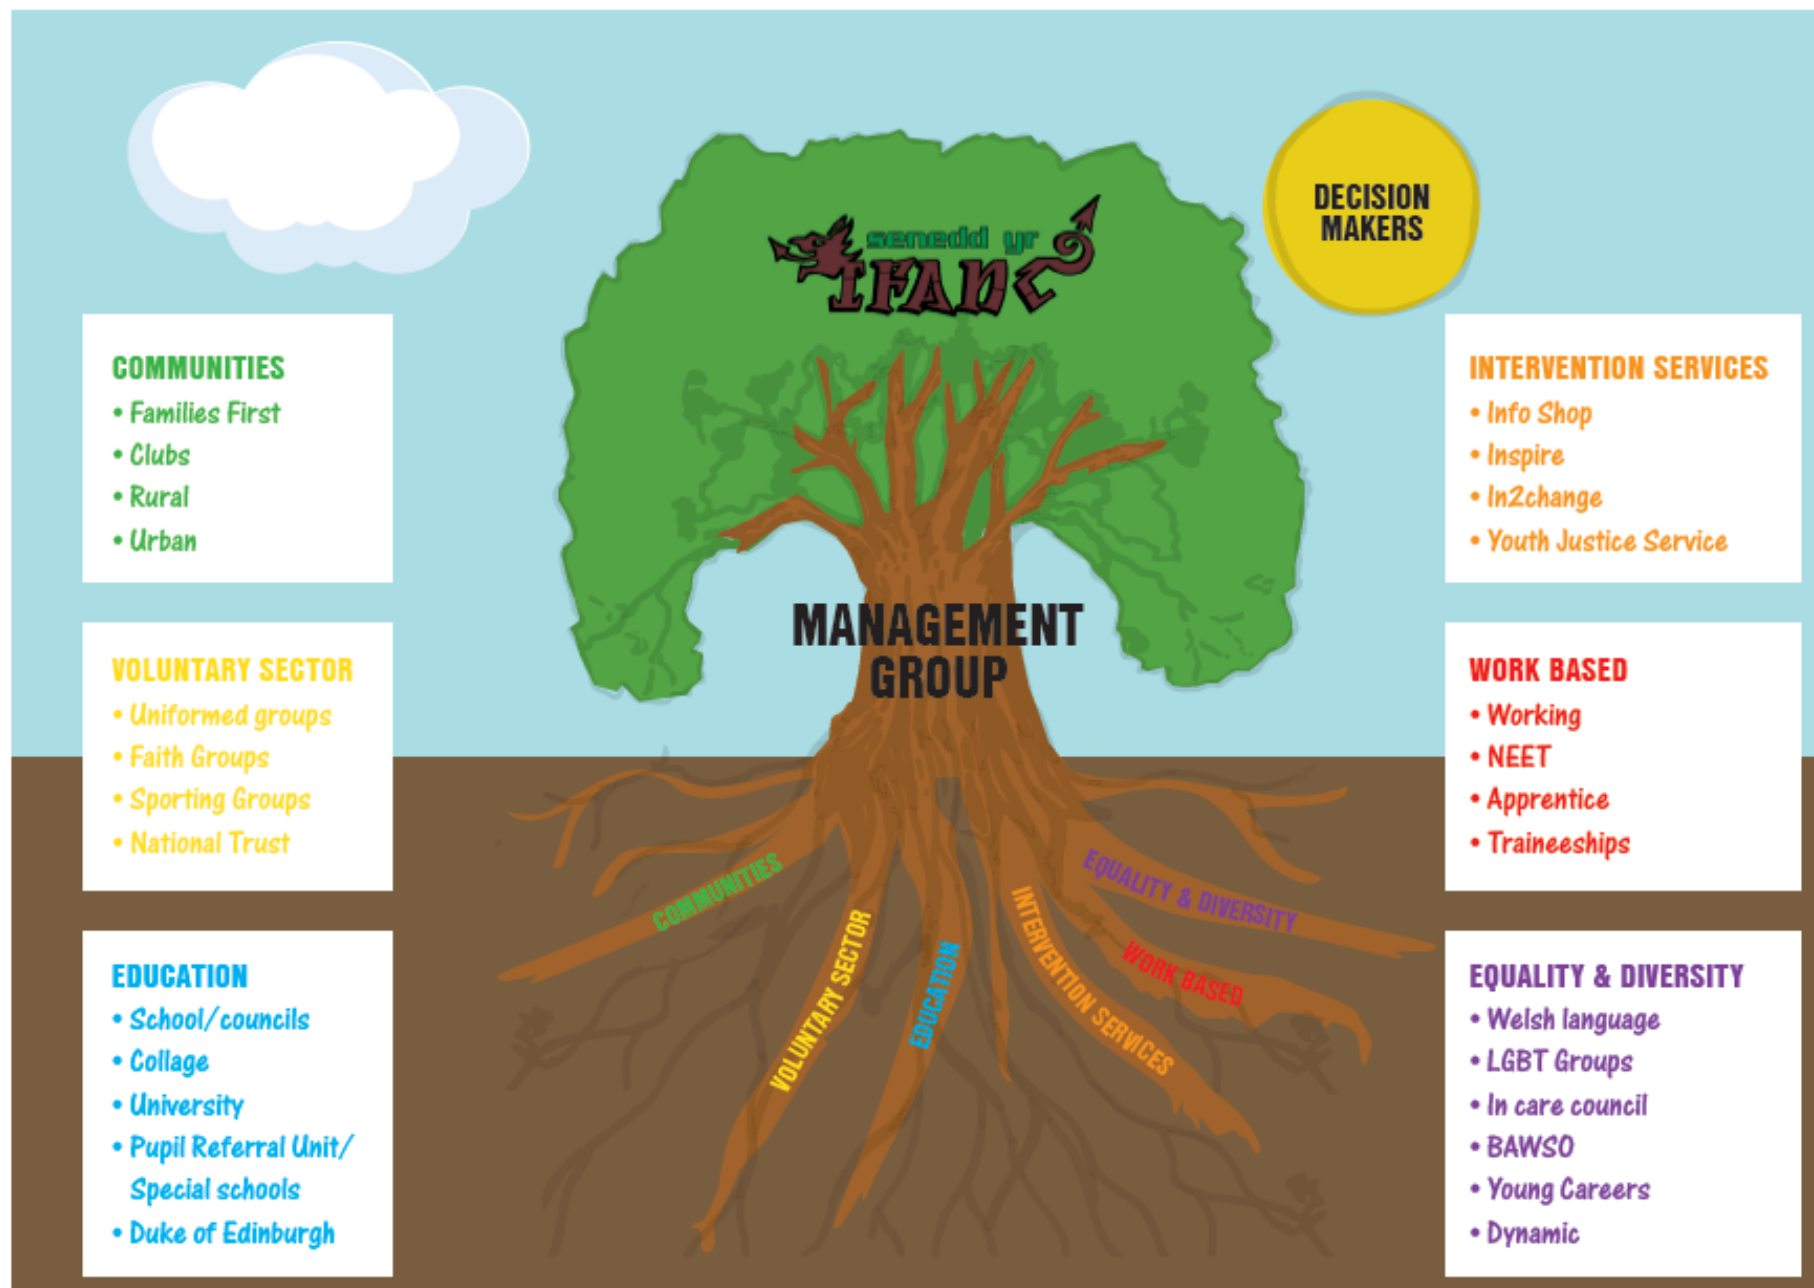 senedd yr
IFANC
DECISION
MAKERS
COMMUNITIES
• Families First
• Clubs
• Rural
• Urban
VOLUNTARY SECTOR
• Uniformed groups
• Faith Groups
• Sporting Groups
• National Trust
EDUCATION
• School/councils
• Collage
• University
• Pupil Referral Unit/
Special schools
• Duke of Edinburgh
MANAGEMENT
GROUP
COMMUNITIES
VOLUNTARY SECTOR
EDUCATION
INTERVENTION SERVICES
WORK BASED
EQUALITY & DIVERSITY
INTERVENTION SERVICES
• Info Shop
• Inspire
• In2change
• Youth Justice Service
WORK BASED
• Working
• NEET
• Apprentice
• Traineeships
EQUALITY & DIVERSITY
• Welsh language
• LGBT Groups
• In care council
• BAWSO
• Young Careers
• Dynamic